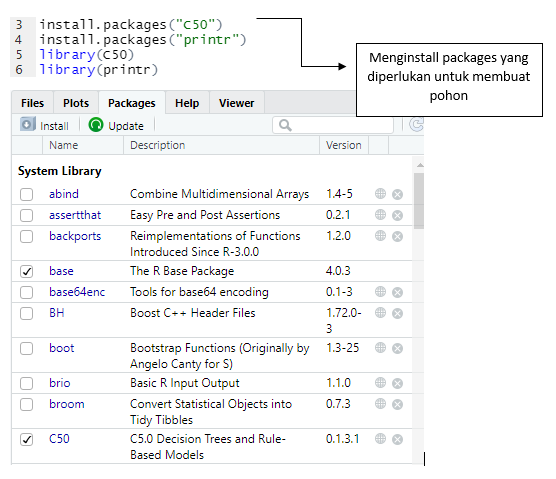 3 install.packages("C50")
4 install.packages("printr")
5 library(C50)
6 library(printr)
Menginstall packages yang
diperlukan untuk membuat
pohon
Files Plots Packages Help Viewer
Install Update
Name Description Version
System Library
abind Combine Multidimensional Arrays 1.4-5
assertthat Easy Pre and Post Assertions 0.2.1
backports Reimplementations of Functions 1.2.0
Introduced Since R-3.0.0
base The R Base Package 4.0.3
base64enc Tools for base64 encoding 0.1-3
BH Boost C++ Header Files 1.72.0-
3
boot Bootstrap Functions (Originally by 1.3-25
Angelo Canty for S)
brio Basic R Input Output 1.1.0
broom Convert Statistical Objects into 0.7.3
Tidy Tibbles
C50 C5.0 Decision Trees and Rule- 0.1.3.1
Based Models